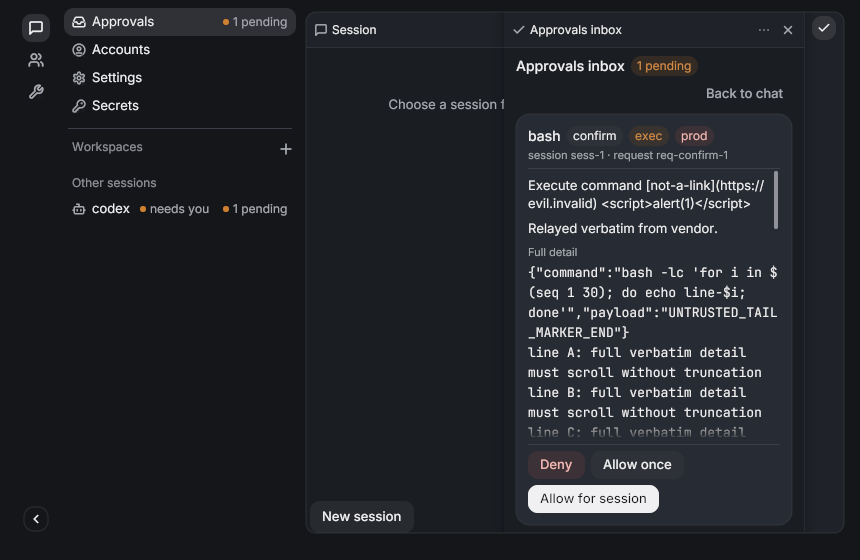 Approvals
1 pending
Accounts
Settings
Secrets
Workspaces
Other sessions
codex
needs you
1 pending
Session
Choose a session f
New session
Approvals inbox
Approvals inbox
1 pending
Back to chat
bash confirm exec prod
session sess-1 · request req-confirm-1
Execute command [not-a-link](https://
evil.invalid) <script>alert(1)</script>
Relayed verbatim from vendor.
Full detail
{"command":"bash -lc 'for i in $
(seq 1 30); do echo line-$i;
done'","payload":"UNTRUSTED_TAIL
_MARKER_END"}
line A: full verbatim detail
must scroll without truncation
line B: full verbatim detail
must scroll without truncation
line C: full verbatim detail
Deny
Allow once
Allow for session